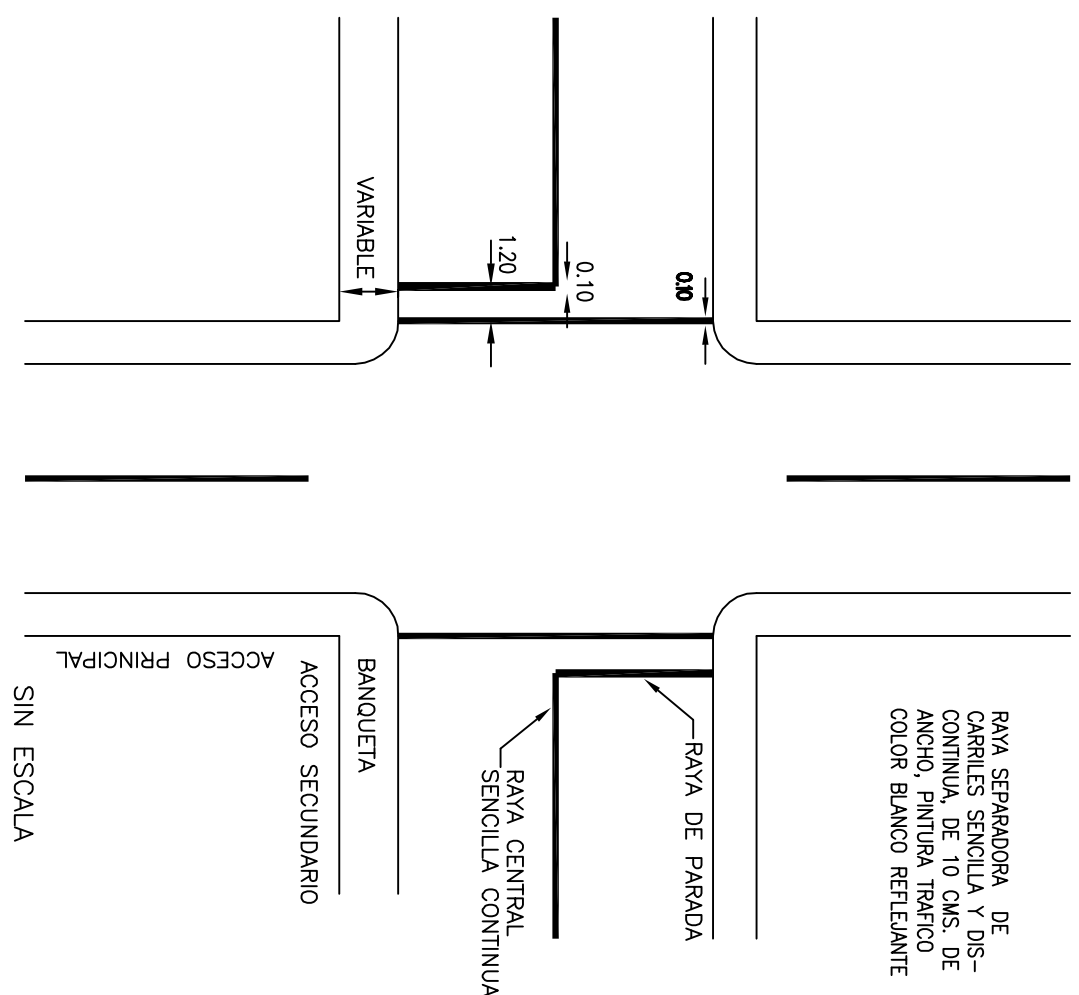 RAYA SEPARADORA DE
CARRILES SENCILLA Y DIS-
CONTINUA, DE 10 CMS. DE
ANCHO, PINTURA TRAFICO
COLOR BLANCO REFLEJANTE
0.10
0.10
1.20
VARIABLE
RAYA DE PARADA
RAYA CENTRAL
SENCILLA CONTINUA
BANQUETA
ACCESO SECUNDARIO
ACCESO PRINCIPAL
SIN ESCALA